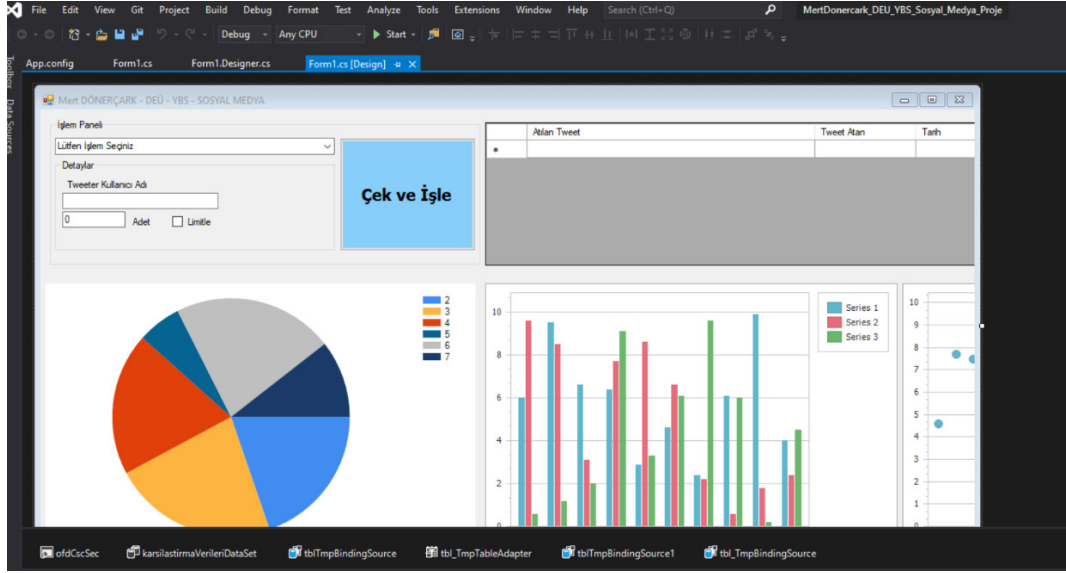 File Edit View Git Project Build Debug Format Test Analyze Tools Extensions Window Help Search (Ctrl+Q) MertDonercark_DEU_YBS_Sosyal_Medya_Proje
Debug Any CPU Start
Toolbox
Data Sources
App.config Form1.cs Form1.Designer.cs Form1.cs [Design]
Mert DÖNERÇARK - DEÜ - YBS - SOSYAL MEDYA
İşlem Paneli
Lütfen İşlem Seçiniz
Detaylar
Tweeter Kullanıcı Adı
0 Adet Limitle
Çek ve İşle
Atılan Tweet Tweet Atan Tarih
2
3
4
5
6
7
10
8
6
4
2
0
Series 1
Series 2
Series 3
10
9
8
7
6
5
4
3
2
1
0
ofdCscSec karsilastirmaVerileriDataSet tblTmpBindingSource tbl_TmpTableAdapter tblTmpBindingSource1 tbl_TmpBindingSource